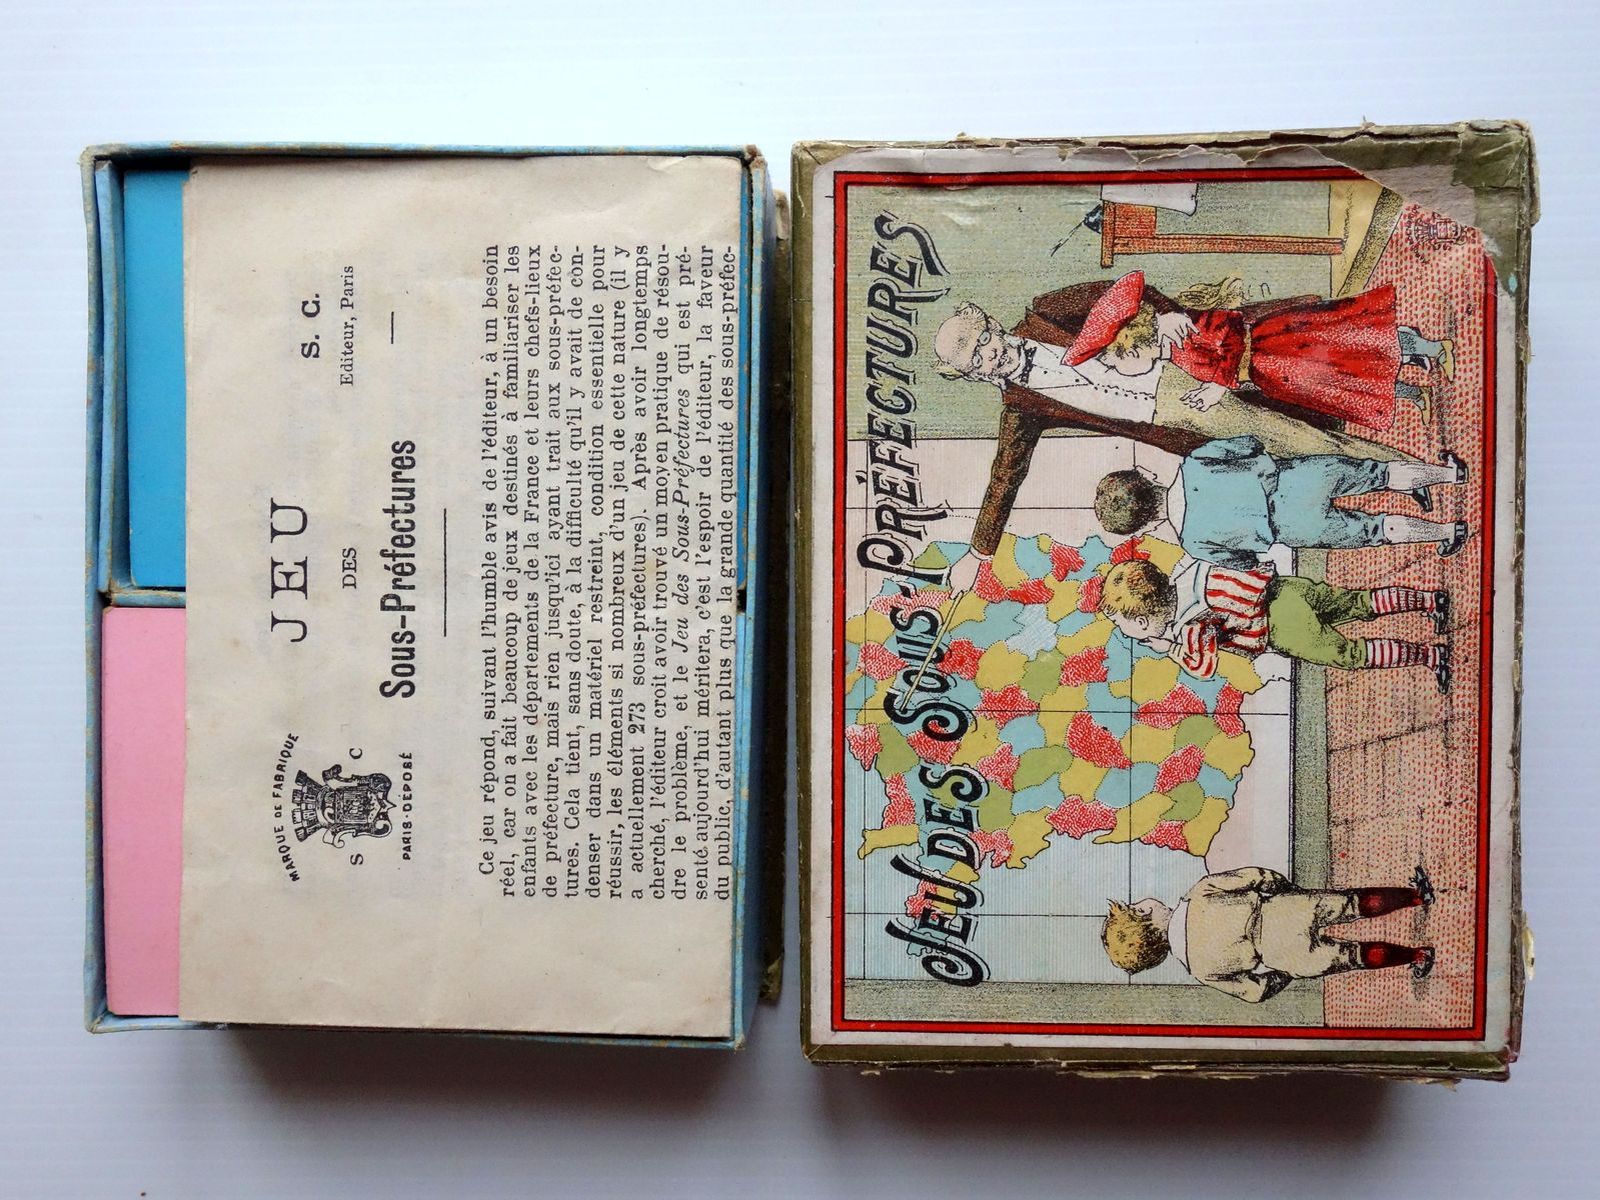 MARQUE DE FABRIQUE
S C
PARIS-DÉPOSÉ
JEU
DES
Sous-Préfectures
S. C.
Editeur, Paris
Ce jeu répond, suivant l'humble avis de l'éditeur, à un besoin
réel, car on a fait beaucoup de jeux destinés à familiariser les
enfants avec les départements de la France et leurs chefs-lieux
de préfecture, mais rien jusqu'ici ayant trait aux sous-préfec-
tures. Cela tient, sans doute, à la difficulté qu'il y avait de con-
denser dans un matériel restreint, condition essentielle pour
réussir, les éléments si nombreux d'un jeu de cette nature (il y
a actuellement 273 sous-préfectures). Après avoir longtemps
cherché, l'éditeur croit avoir trouvé un moyen pratique de résou-
dre le problème, et le Jeu des Sous-Préfectures qui est pré-
senté aujourd'hui méritera, c'est l'espoir de l'éditeur, la faveur
du public, d'autant plus que la grande quantité des sous-préfec-
JEU DES SOUS-PRÉFECTURES